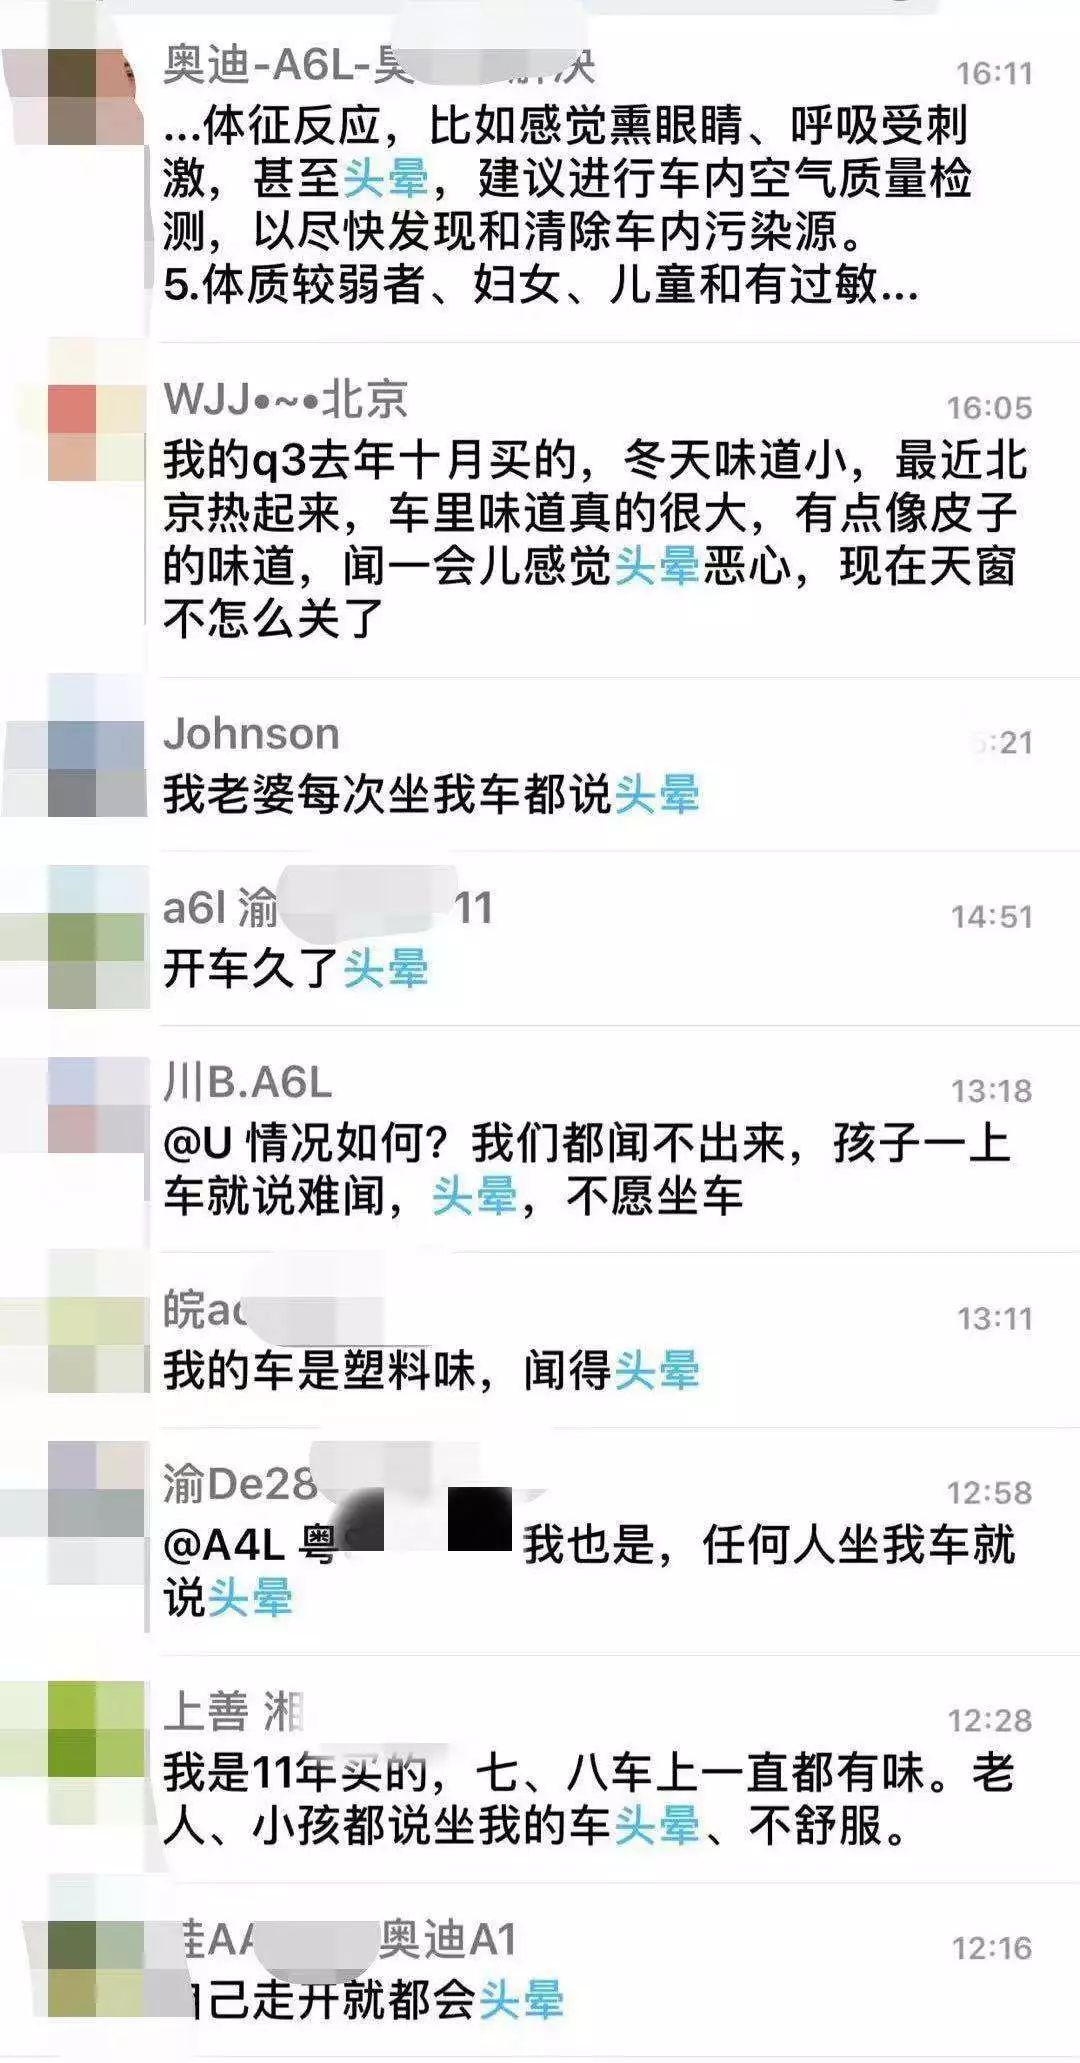 奥迪-A6L-
16:11
...体征反应，比如感觉熏眼睛、呼吸受刺
激，甚至头晕，建议进行车内空气质量检
测，以尽快发现和清除车内污染源。
5.体质较弱者、妇女、儿童和有过敏...
WJJ•~•北京
16:05
我的q3去年十月买的，冬天味道小，最近北
京热起来，车里味道真的很大，有点像皮子
的味道，闻一会儿感觉头晕恶心，现在天窗
不怎么关了
Johnson
:21
我老婆每次坐我车都说头晕
a6l 渝 11
14:51
开车久了头晕
川B.A6L
13:18
@U 情况如何？我们都闻不出来，孩子一上
车就说难闻，头晕，不愿坐车
皖a
13:11
我的车是塑料味，闻得头晕
渝De28
12:58
@A4L 粤 我也是，任何人坐我车就
说头晕
上善 湘
12:28
我是11年买的，七、八车上一直都有味。老
人、小孩都说坐我的车头晕、不舒服。
AA 奥迪A1
12:16
己走开就都会头晕